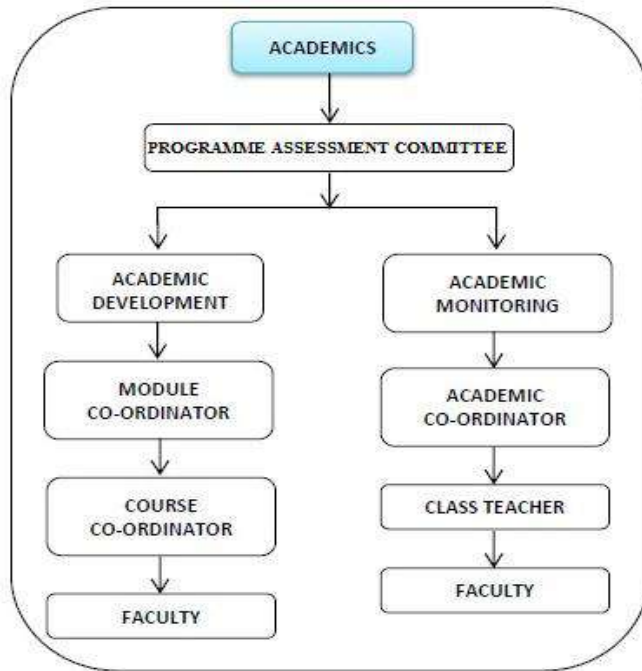 ACADEMICS
PROGRAMME ASSESSMENT COMMITTEE
ACADEMIC
DEVELOPMENT
MODULE
CO-ORDINATOR
COURSE
CO-ORDINATOR
FACULTY
ACADEMIC
MONITORING
ACADEMIC
CO-ORDINATOR
CLASS TEACHER
FACULTY